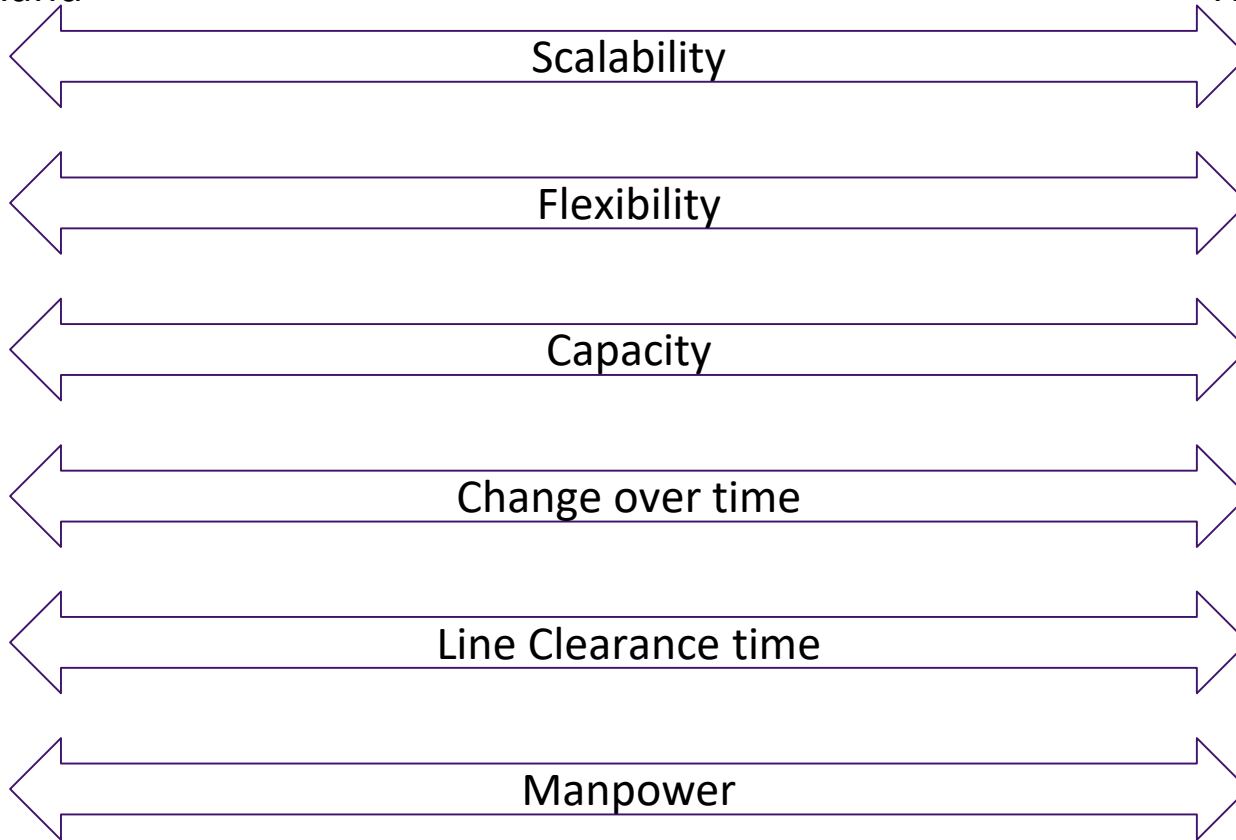 Scalability
Flexibility
Capacity
Change over time
Line Clearance time
Manpower